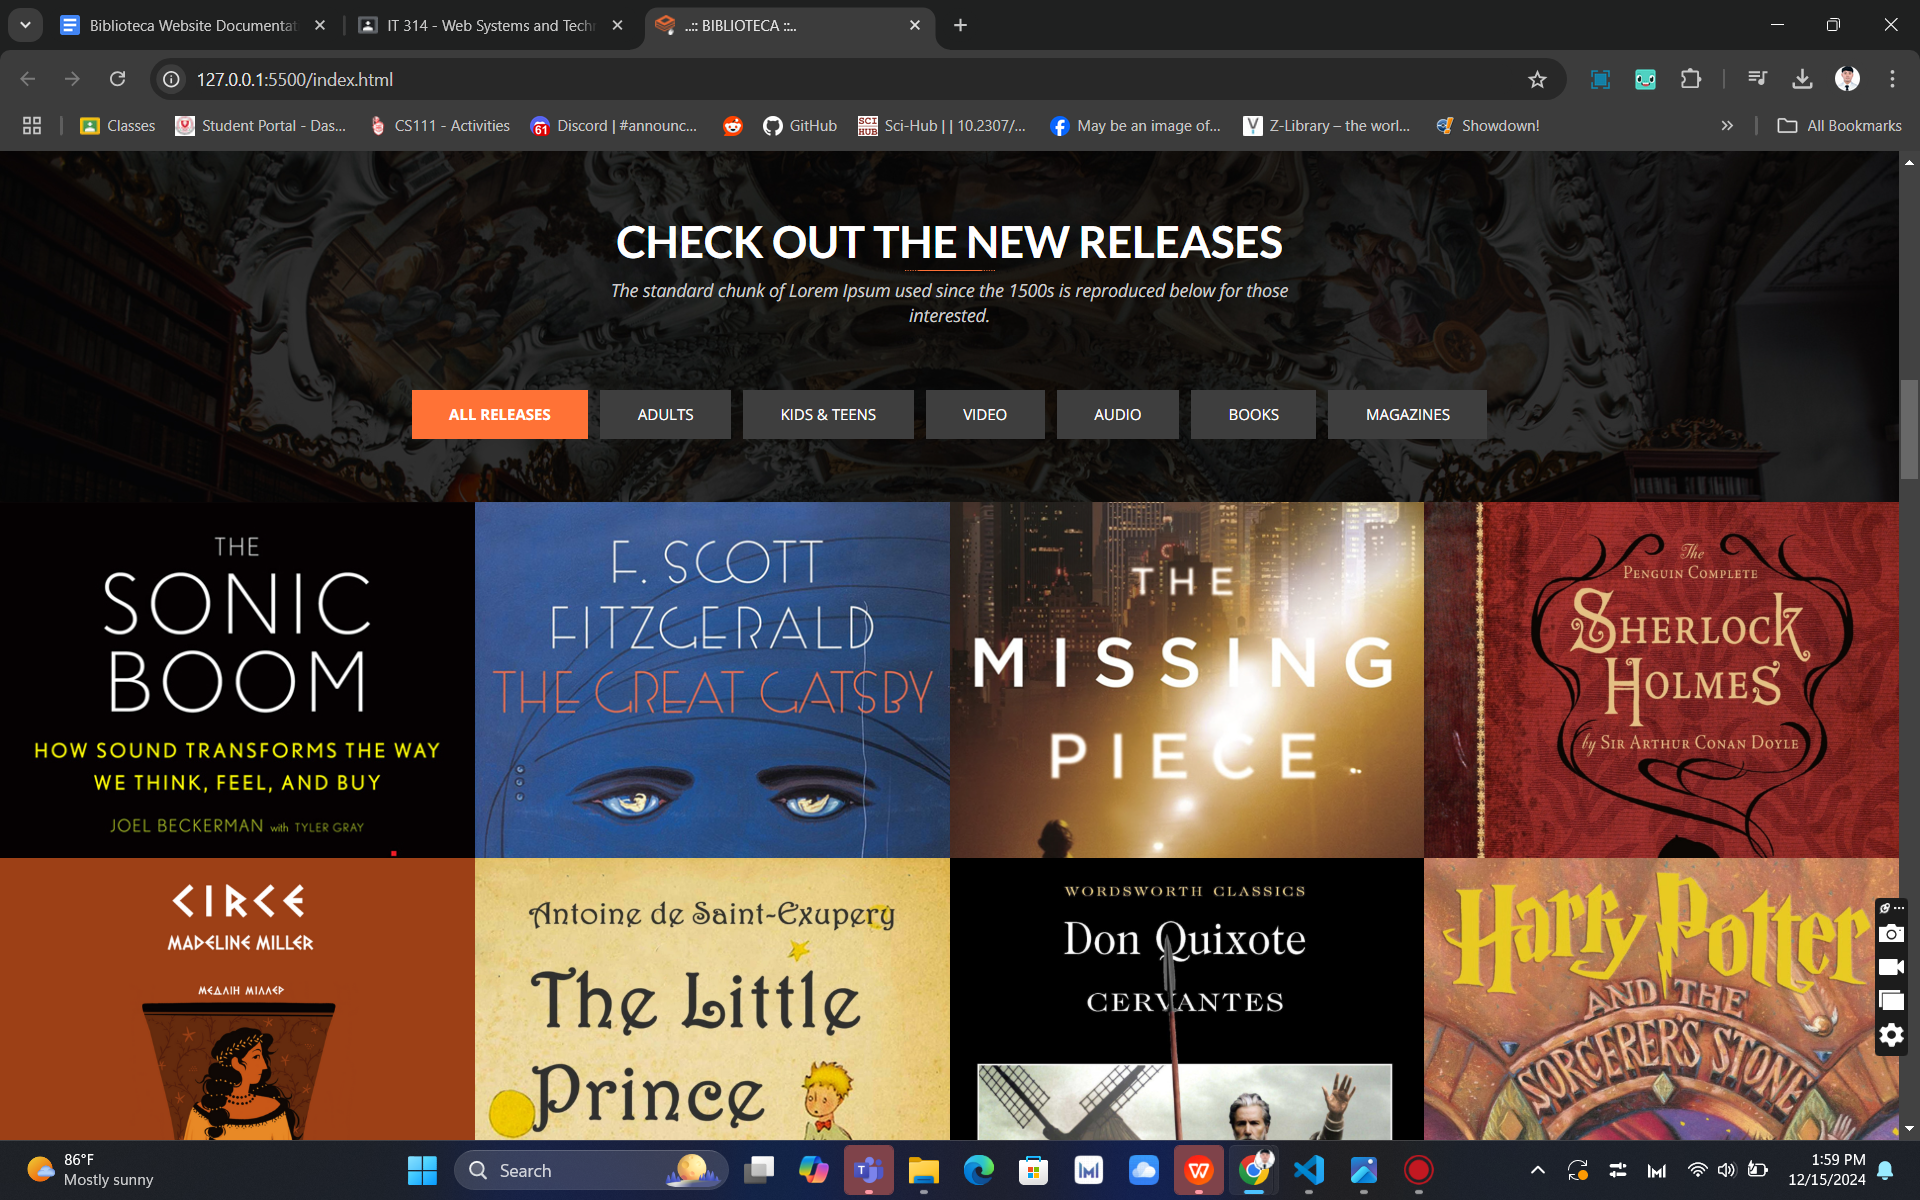 Biblioteca Website Documentat
IT 314 - Web Systems and Techn
..:: BIBLIOTECA ::..
127.0.0.1:5500/index.html
Classes
Student Portal - Das...
CS111 - Activities
61
Discord | #announc...
GitHub
SCI
HUB
Sci-Hub | | 10.2307/...
May be an image of...
Z-Library – the worl...
Showdown!
All Bookmarks
CHECK OUT THE NEW RELEASES
The standard chunk of Lorem Ipsum used since the 1500s is reproduced below for those
interested.
ALL RELEASES
ADULTS
KIDS & TEENS
VIDEO
AUDIO
BOOKS
MAGAZINES
THE
SONIC
BOOM
HOW SOUND TRANSFORMS THE WAY
WE THINK, FEEL, AND BUY
JOEL BECKERMAN with TYLER GRAY
F. SCOTT
FITZGERALD
THE GREAT GATSBY
THE
MISSING
PIECE
The
PENGUIN COMPLETE
SHERLOCK
HOLMES
by SIR ARTHUR CONAN DOYLE
CIRCE
MADELINE MILLER
МЕДЛІН МІЛЛЕР
Antoine de Saint-Exupery
The Little
Prince
WORDSWORTH CLASSICS
Don Quixote
CERVANTES
Harry Potter
AND THE
SORCERER'S STONE
86°F
Mostly sunny
Search
1:59 PM
12/15/2024